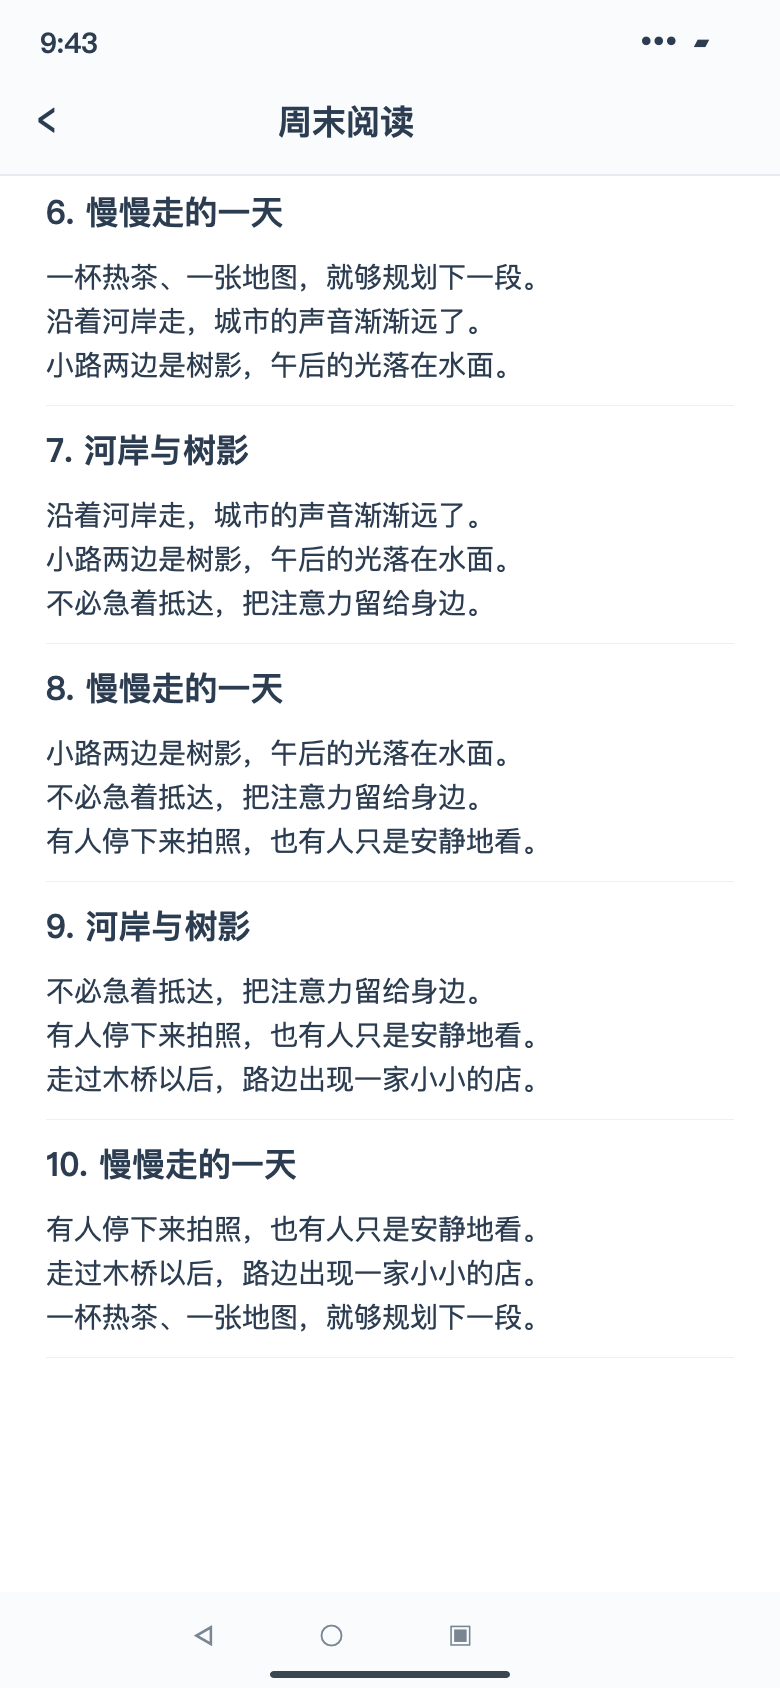 9:43
周末阅读
6. 慢慢走的一天
一杯热茶、一张地图，就够规划下一段。
沿着河岸走，城市的声音渐渐远了。
小路两边是树影，午后的光落在水面。
7. 河岸与树影
沿着河岸走，城市的声音渐渐远了。
小路两边是树影，午后的光落在水面。
不必急着抵达，把注意力留给身边。
8. 慢慢走的一天
小路两边是树影，午后的光落在水面。
不必急着抵达，把注意力留给身边。
有人停下来拍照，也有人只是安静地看。
9. 河岸与树影
不必急着抵达，把注意力留给身边。
有人停下来拍照，也有人只是安静地看。
走过木桥以后，路边出现一家小小的店。
10. 慢慢走的一天
有人停下来拍照，也有人只是安静地看。
走过木桥以后，路边出现一家小小的店。
一杯热茶、一张地图，就够规划下一段。